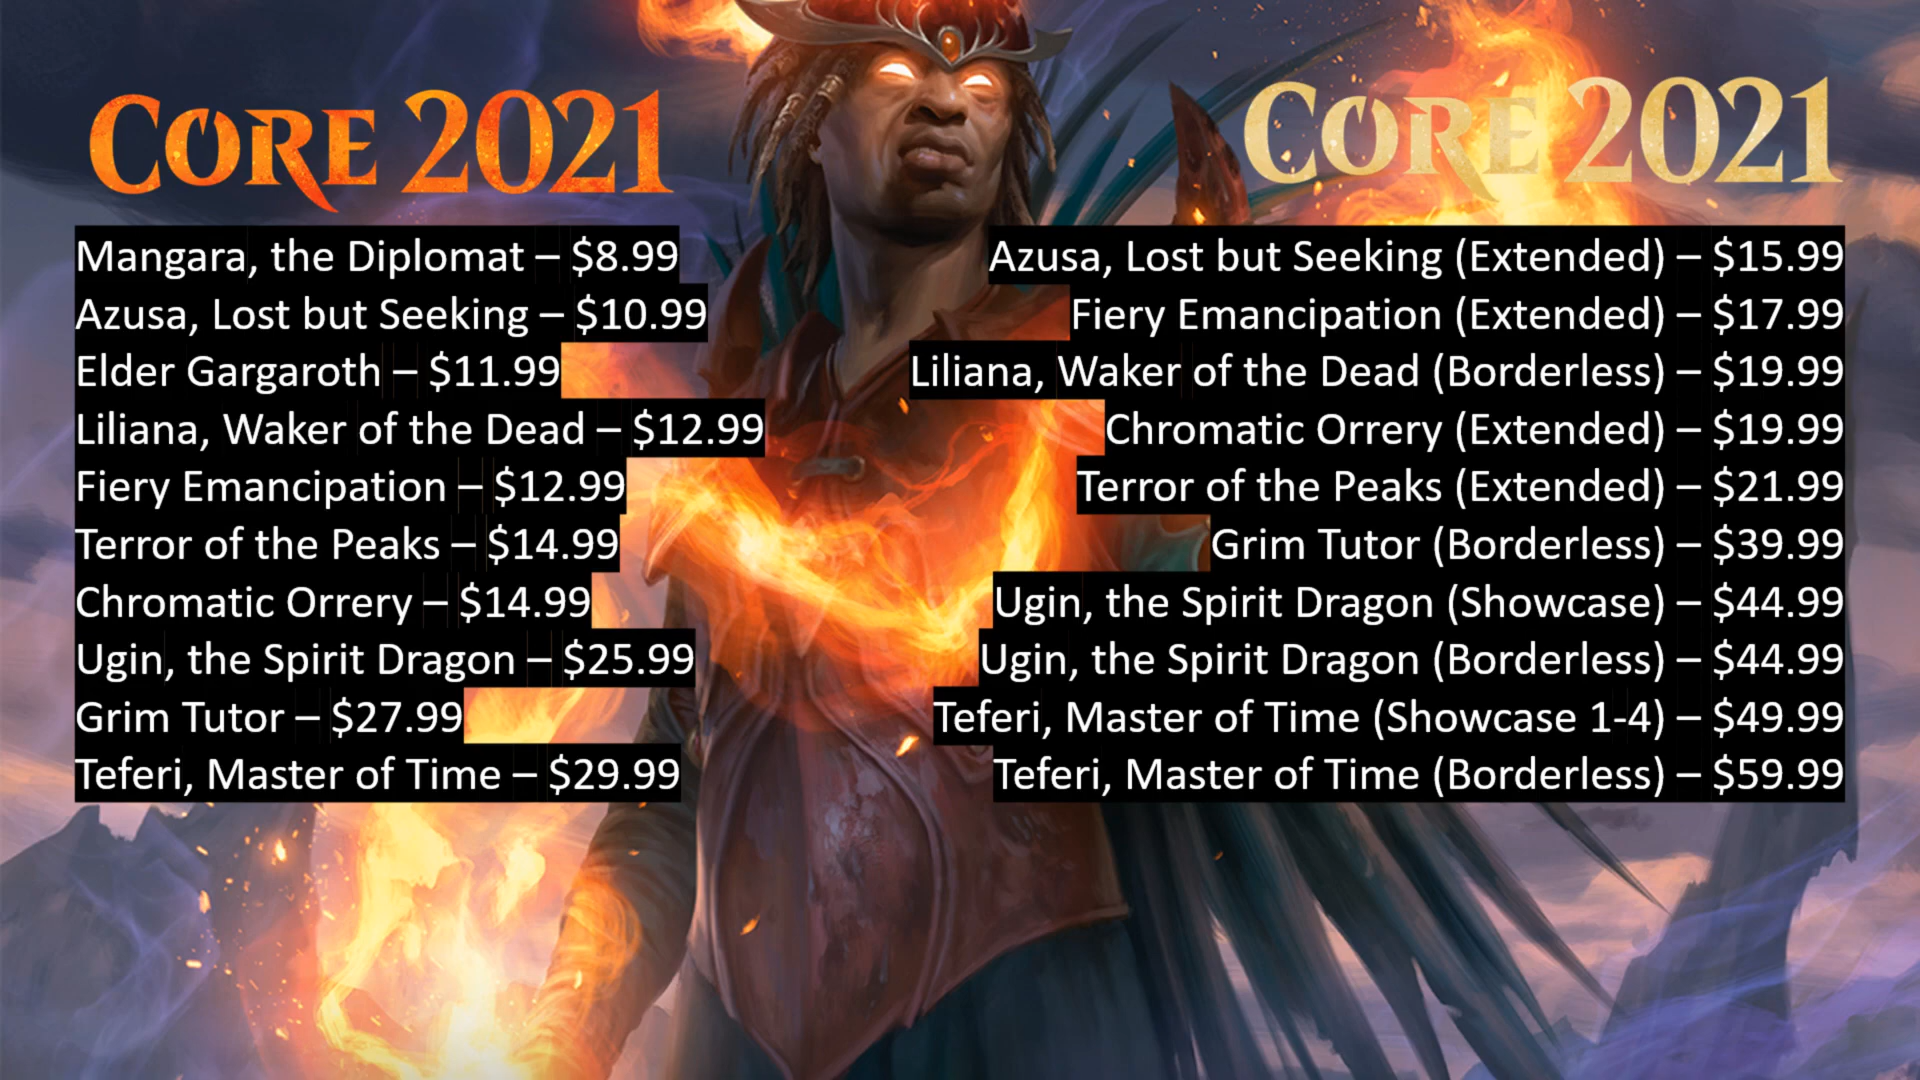 CORE 2021
Mangara, the Diplomat – $8.99
Azusa, Lost but Seeking – $10.99
Elder Gargaroth – $11.99
Liliana, Waker of the Dead – $12.99
Fiery Emancipation – $12.99
Terror of the Peaks – $14.99
Chromatic Orrery – $14.99
Ugin, the Spirit Dragon – $25.99
Grim Tutor – $27.99
Teferi, Master of Time – $29.99
CORE 2021
Azusa, Lost but Seeking (Extended) – $15.99
Fiery Emancipation (Extended) – $17.99
Liliana, Waker of the Dead (Borderless) – $19.99
Chromatic Orrery (Extended) – $19.99
Terror of the Peaks (Extended) – $21.99
Grim Tutor (Borderless) – $39.99
Ugin, the Spirit Dragon (Showcase) – $44.99
Ugin, the Spirit Dragon (Borderless) – $44.99
Teferi, Master of Time (Showcase 1-4) – $49.99
Teferi, Master of Time (Borderless) – $59.99